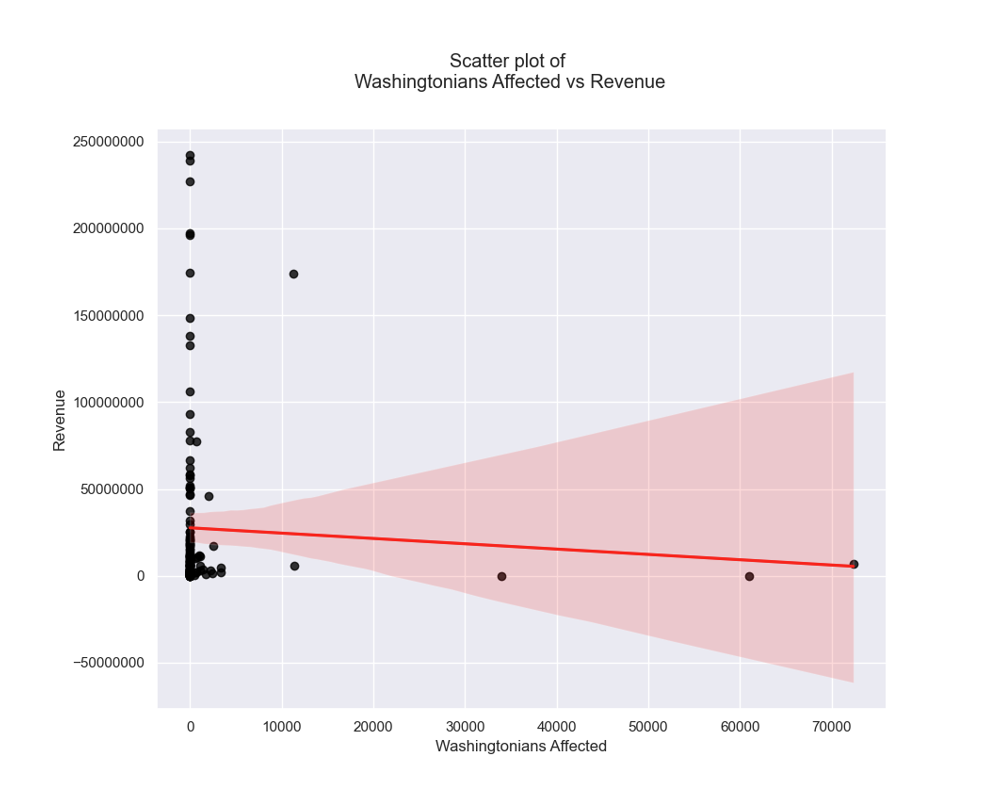 Scatter plot of
Washingtonians Affected vs Revenue
250000000
200000000
150000000
100000000
50000000
0
−50000000
Revenue
0 10000 20000 30000 40000 50000 60000 70000
Washingtonians Affected